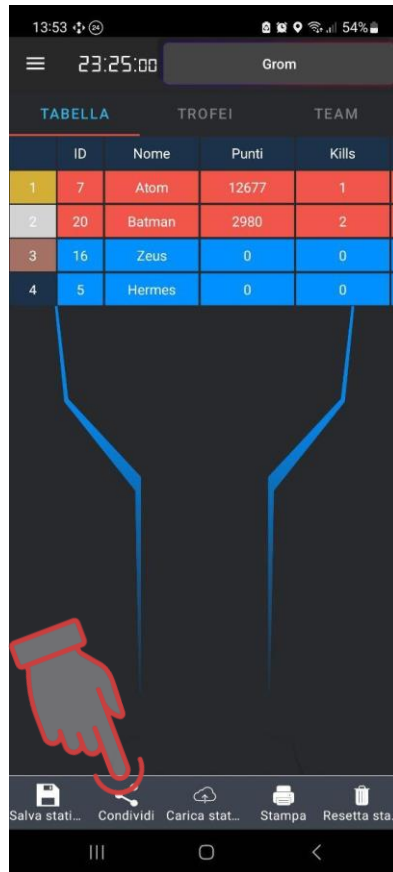 13:53 24 54%
23:25:00 Grom
TABELLA TROFEI TEAM
ID Nome Punti Kills
1 7 Atom 12677 1
2 20 Batman 2980 2
3 16 Zeus 0 0
4 5 Hermes 0 0
Salva stati... Condividi Carica stat... Stampa Resetta sta.